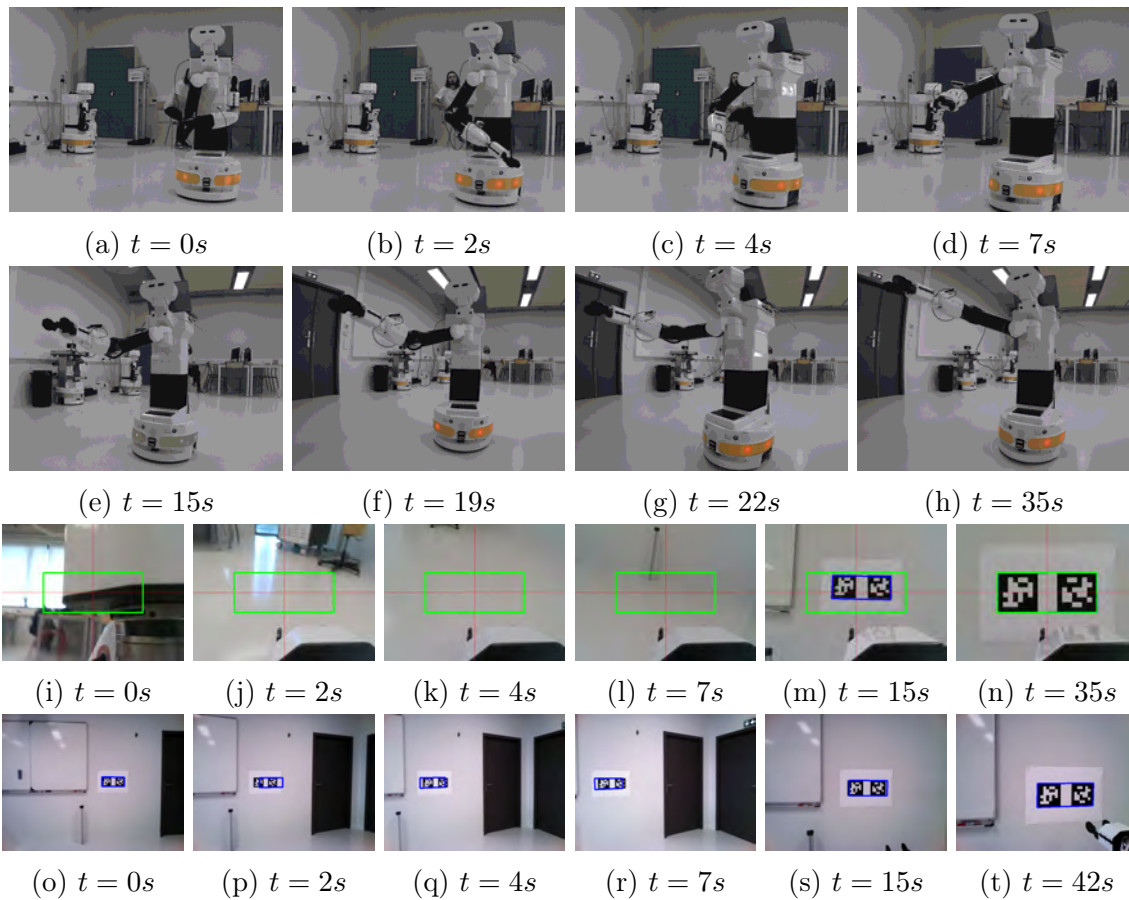 (a) t = 0s (b) t = 2s (c) t = 4s (d) t = 7s
(e) t = 15s (f) t = 19s (g) t = 22s (h) t = 35s
(i) t = 0s (j) t = 2s (k) t = 4s (l) t = 7s (m) t = 15s (n) t = 35s
(o) t = 0s (p) t = 2s (q) t = 4s (r) t = 7s (s) t = 15s (t) t = 42s